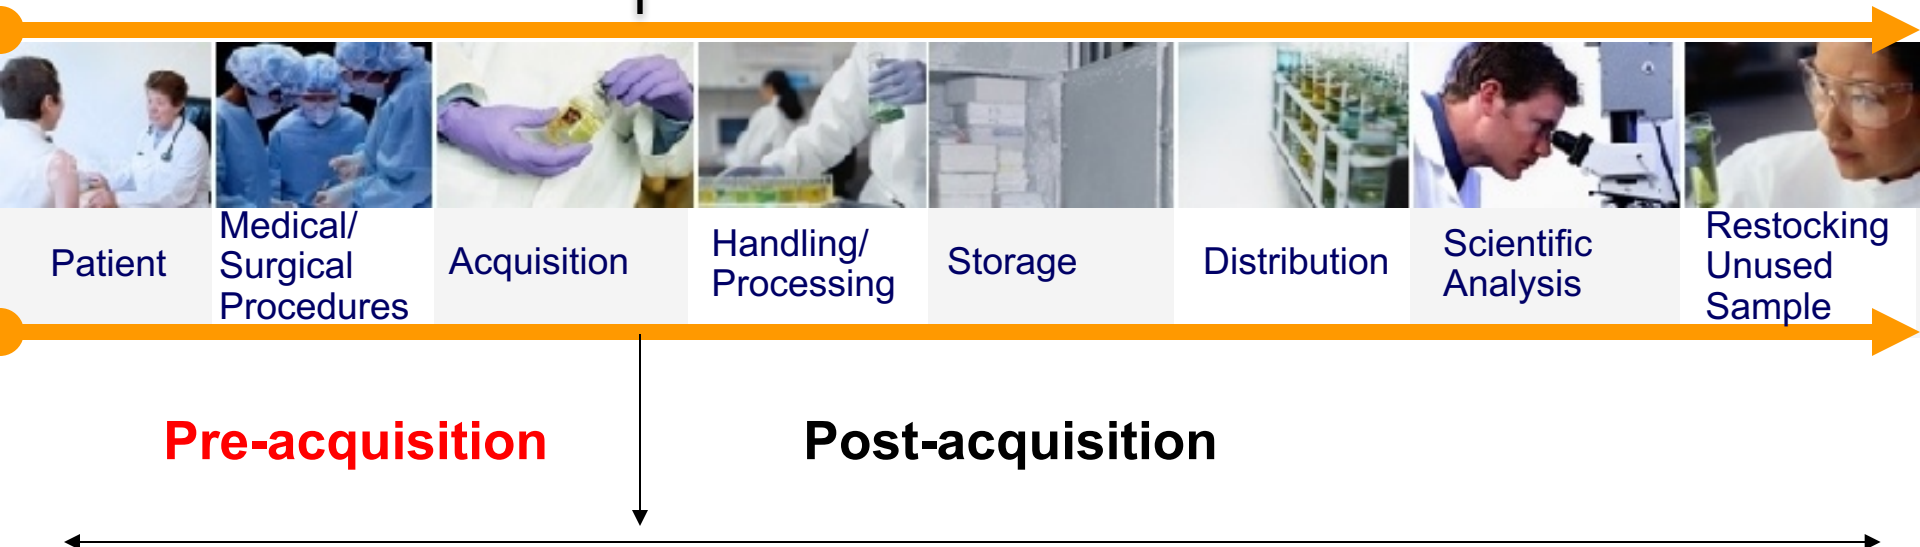 Patient
Medical/
Surgical
Procedures
Acquisition
Handling/
Processing
Storage
Distribution
Scientific
Analysis
Restocking
Unused
Sample
Pre-acquisition
Post-acquisition